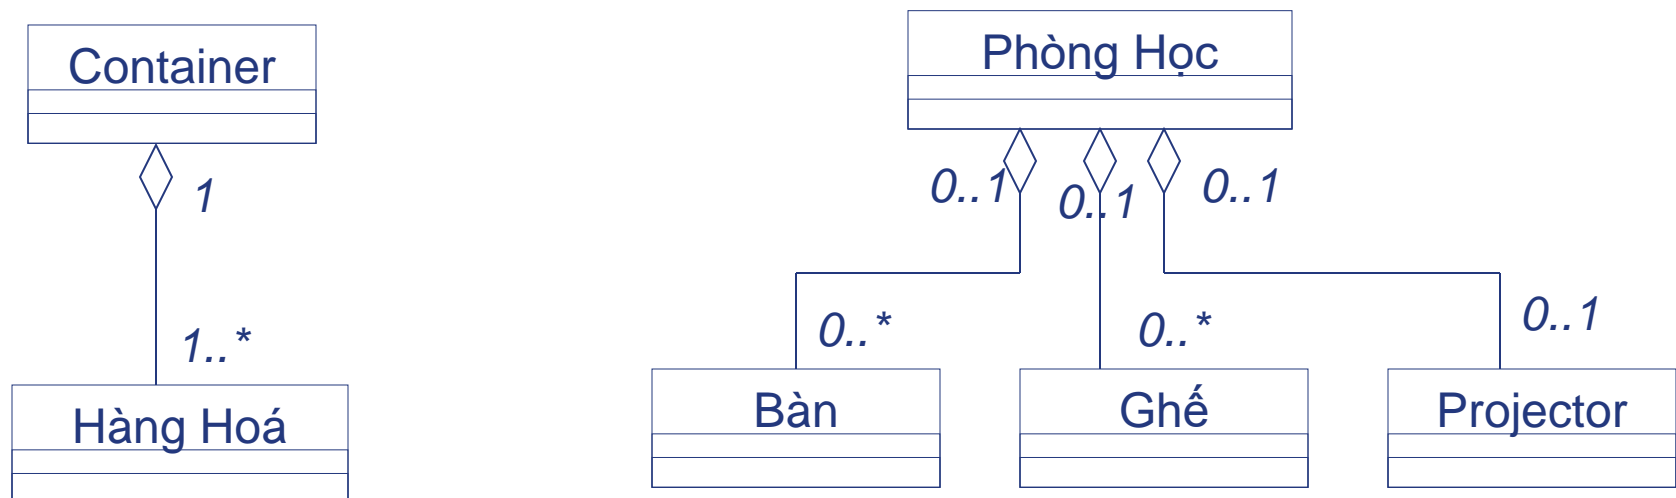 Container
1
1..*
Hàng Hoá
Phòng Học
0..1
0..1
0..1
0..*
0..*
0..1
Bàn
Ghế
Projector